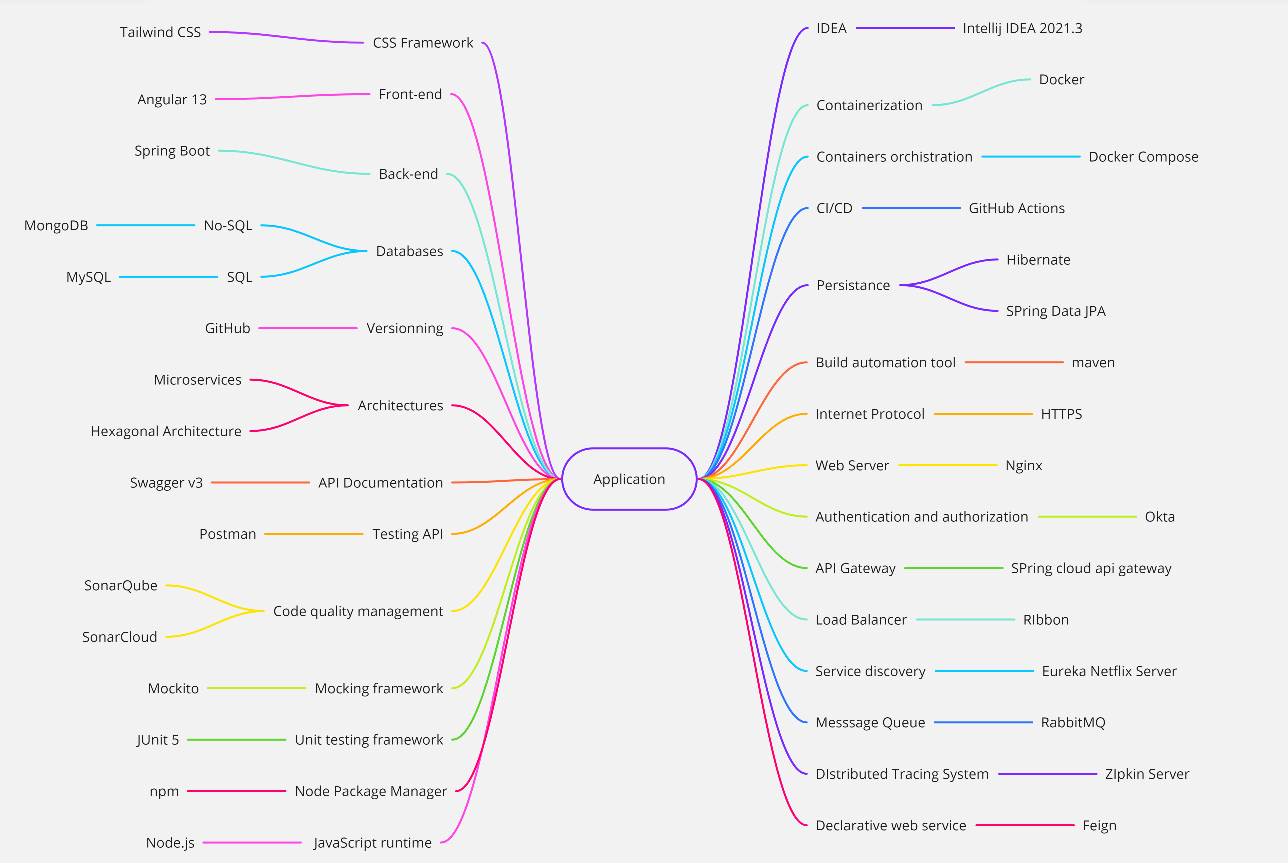 Tailwind CSS
CSS Framework
Angular 13
Front-end
Spring Boot
Back-end
MongoDB
No-SQL
Databases
MySQL
SQL
GitHub
Versionning
Microservices
Architectures
Hexagonal Architecture
Swagger v3
API Documentation
Postman
Testing API
SonarQube
Code quality management
SonarCloud
Mockito
Mocking framework
JUnit 5
Unit testing framework
npm
Node Package Manager
Node.js
JavaScript runtime
Application
IDEA
Intellij IDEA 2021.3
Docker
Containerization
Containers orchistration
Docker Compose
CI/CD
GitHub Actions
Hibernate
Persistance
SPring Data JPA
Build automation tool
maven
Internet Protocol
HTTPS
Web Server
Nginx
Authentication and authorization
Okta
API Gateway
SPring cloud api gateway
Load Balancer
RIbbon
Service discovery
Eureka Netflix Server
Messsage Queue
RabbitMQ
DIstributed Tracing System
ZIpkin Server
Declarative web service
Feign